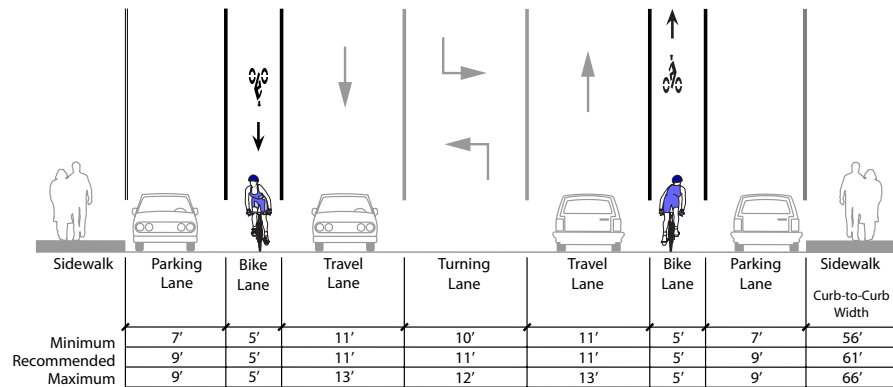 Sidewalk Parking Lane Bike Lane Travel Lane Turning Lane Travel Lane Bike Lane Parking Lane Sidewalk
Curb-to-Curb Width
Minimum 7' 5' 11' 10' 11' 5' 7' 56'
Recommended 9' 5' 11' 11' 11' 5' 9' 61'
Maximum 9' 5' 13' 12' 13' 5' 9' 66'